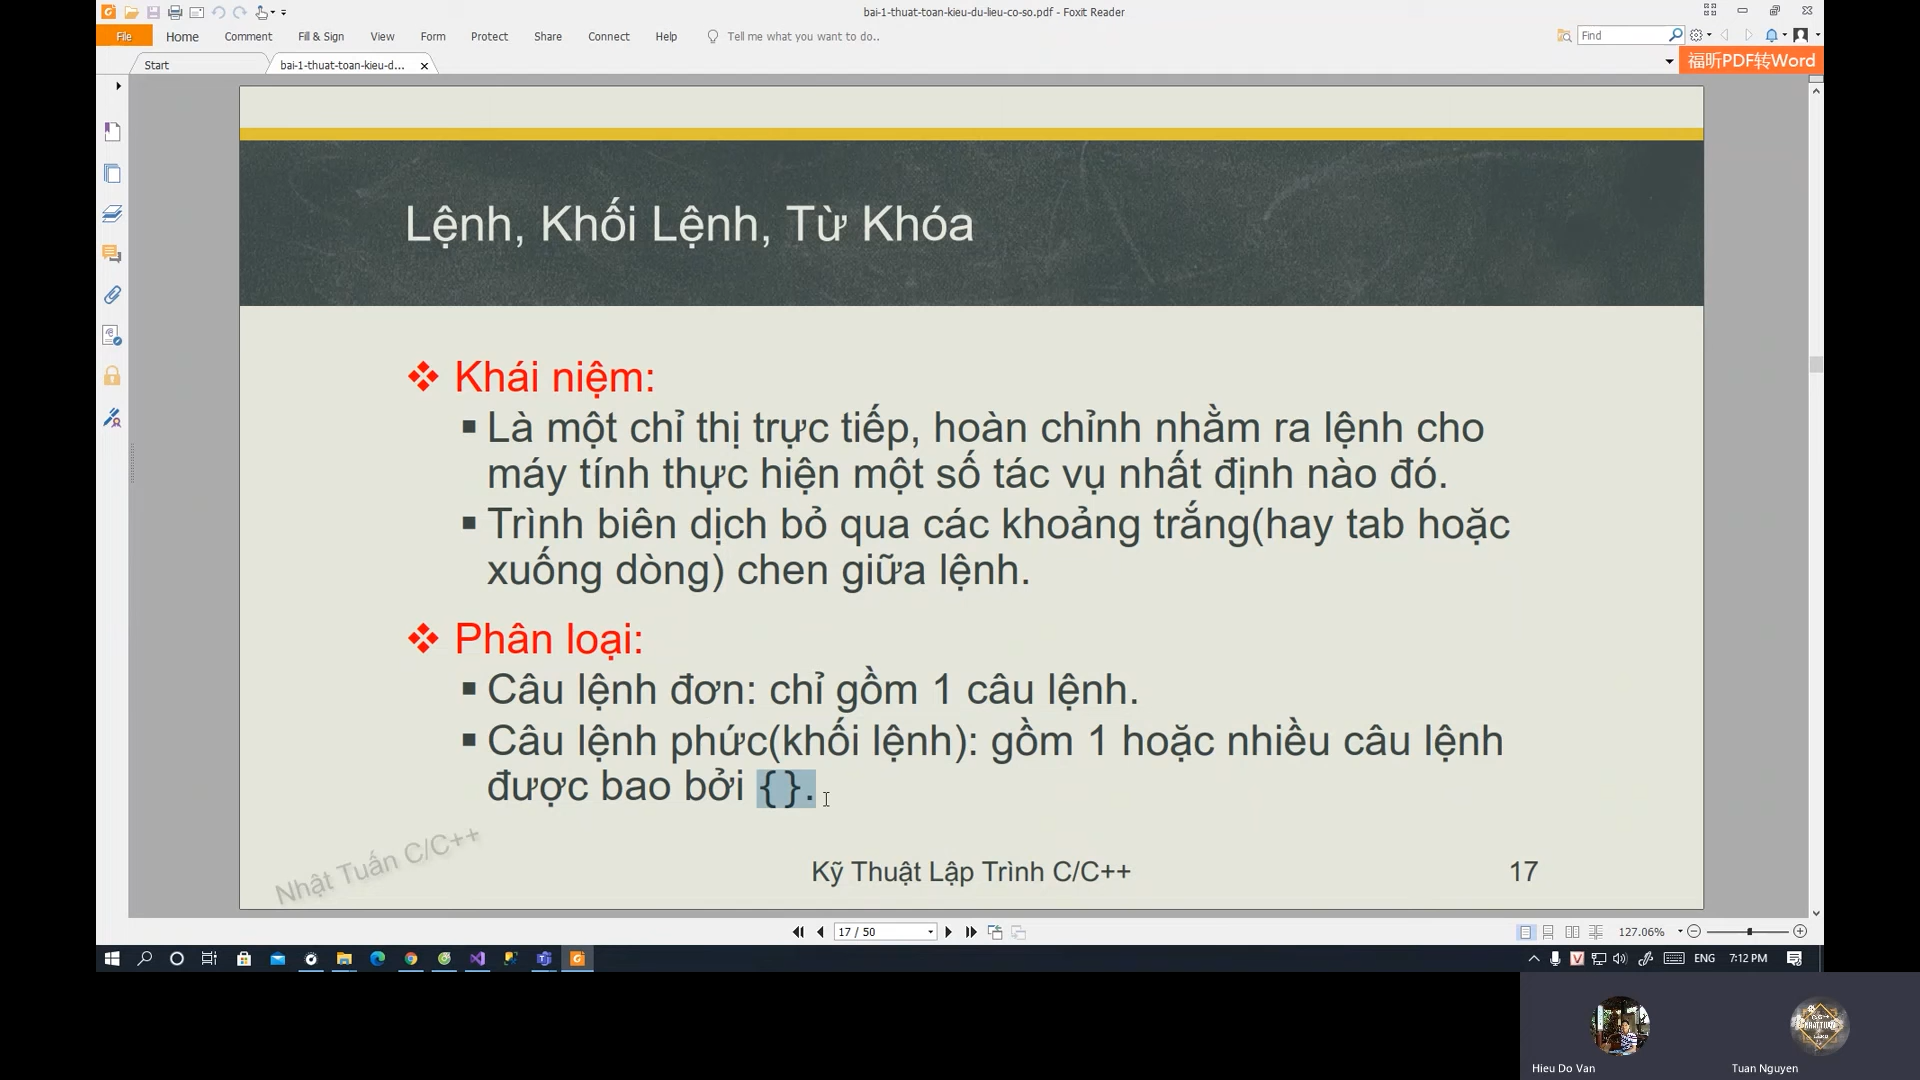 bai-1-thuat-toan-kieu-du-lieu-co-so.pdf - Foxit Reader
File Home Comment Fill & Sign View Form Protect Share Connect Help Tell me what you want to do.. Find
Start bai-1-thuat-toan-kieu-d...
福昕PDF转Word
Lệnh, Khối Lệnh, Từ Khóa
Khái niệm:
Là một chỉ thị trực tiếp, hoàn chỉnh nhằm ra lệnh cho
máy tính thực hiện một số tác vụ nhất định nào đó.
Trình biên dịch bỏ qua các khoảng trắng(hay tab hoặc
xuống dòng) chen giữa lệnh.
Phân loại:
Câu lệnh đơn: chỉ gồm 1 câu lệnh.
Câu lệnh phức(khối lệnh): gồm 1 hoặc nhiều câu lệnh
được bao bởi {}.
Nhật Tuấn C/C++
Kỹ Thuật Lập Trình C/C++
17
17 / 50
127.06%
ENG 7:12 PM
Hieu Do Van
Tuan Nguyen